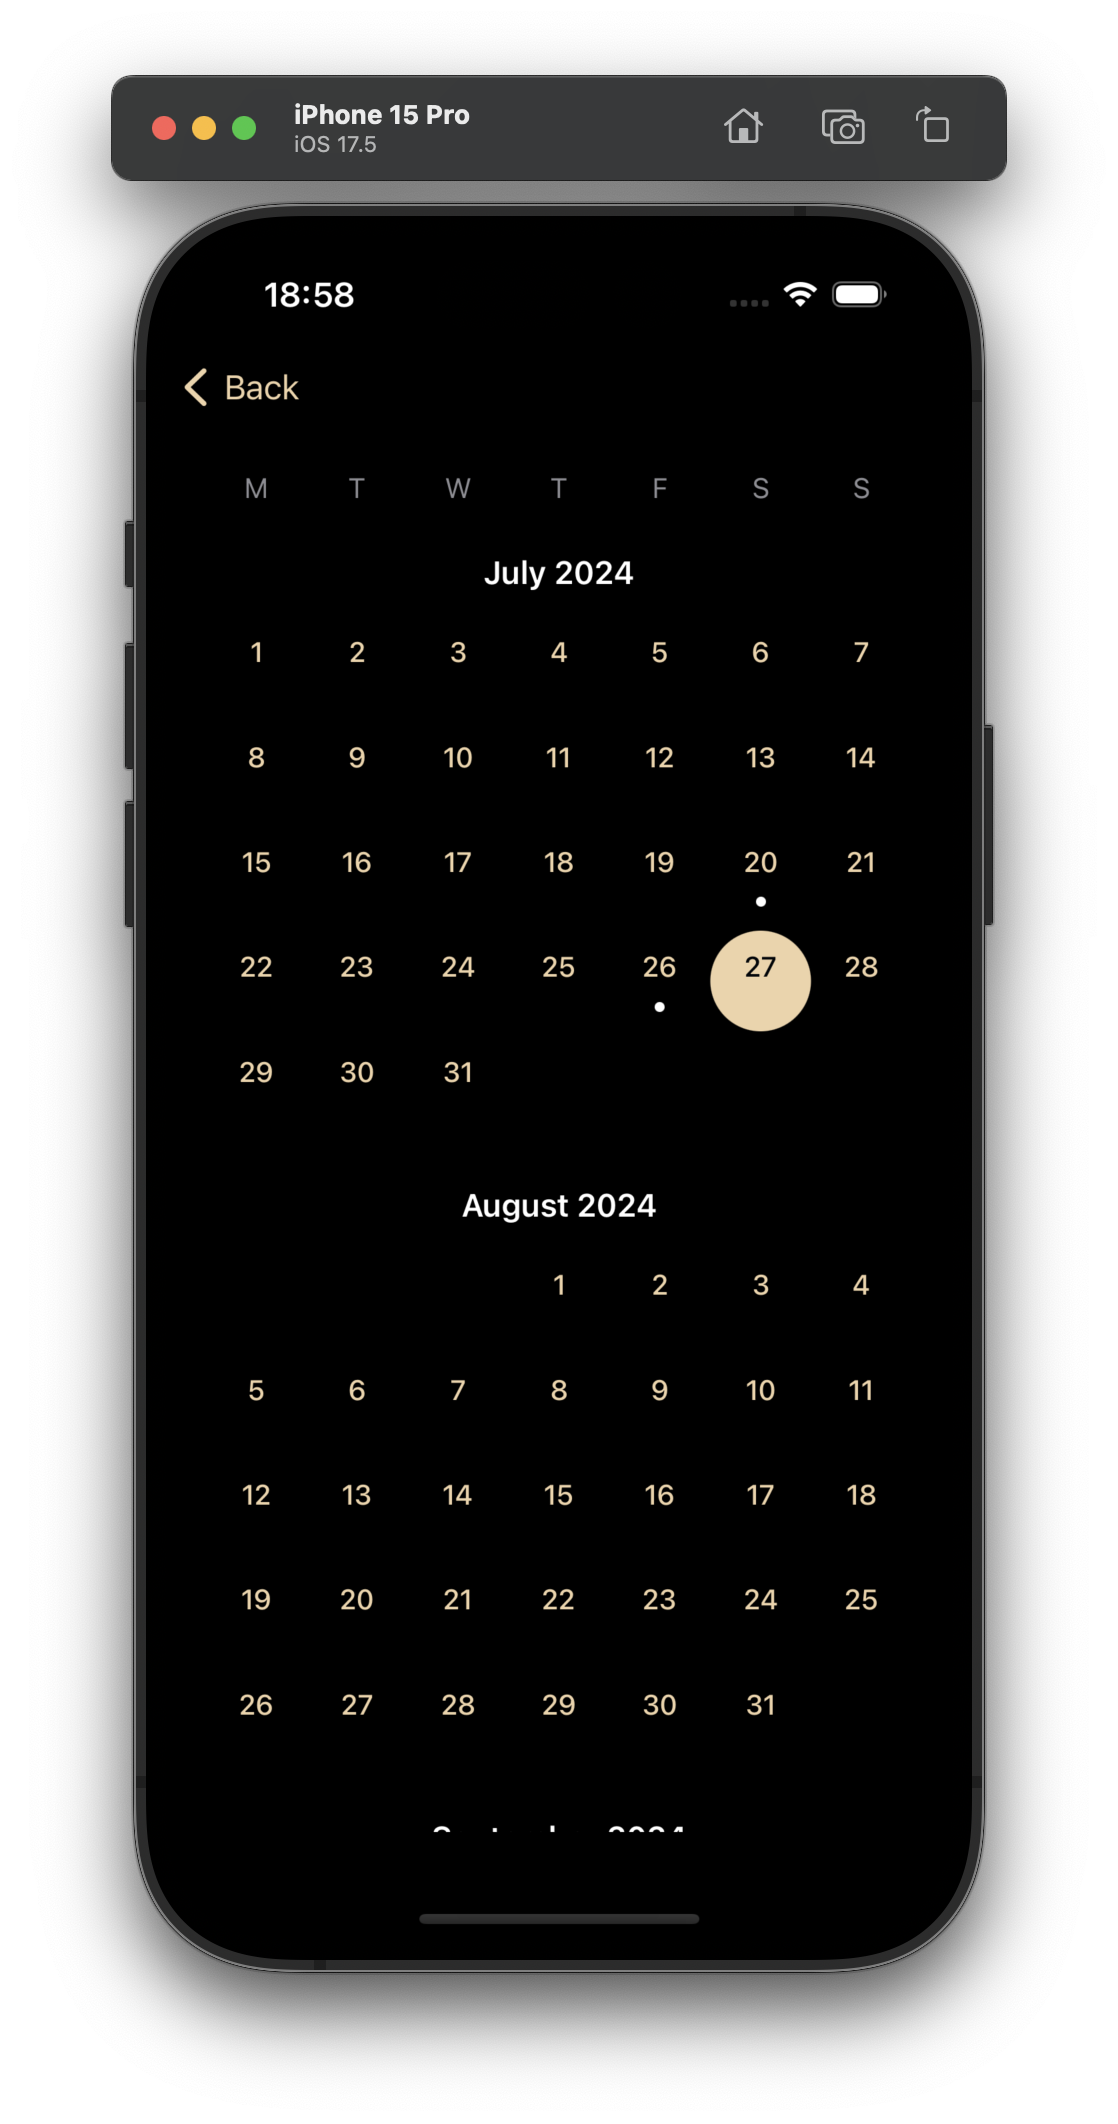 iPhone 15 Pro
iOS 17.5
18:58
Back
M T W T F S S
July 2024
1 2 3 4 5 6 7
8 9 10 11 12 13 14
15 16 17 18 19 20 21
22 23 24 25 26 27 28
29 30 31
August 2024
1 2 3 4
5 6 7 8 9 10 11
12 13 14 15 16 17 18
19 20 21 22 23 24 25
26 27 28 29 30 31
September 2024